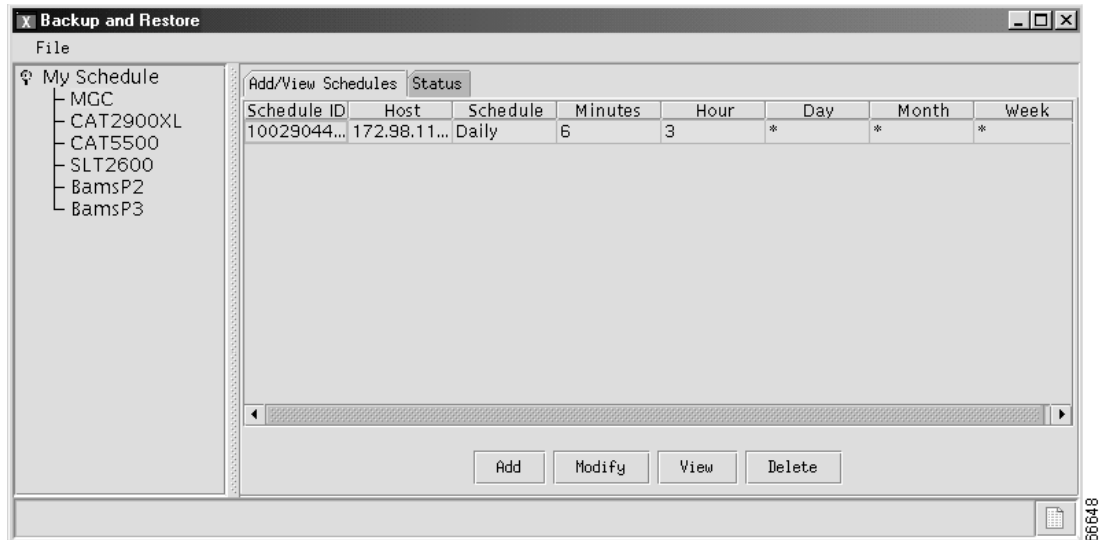 X Backup and Restore
File
My Schedule
MGC
CAT2900XL
CAT5500
SLT2600
BamsP2
BamsP3
Add/View Schedules Status
Schedule ID Host Schedule Minutes Hour Day Month Week
10029044... 172.98.11... Daily 6 3 * * *
Add Modify View Delete
66648